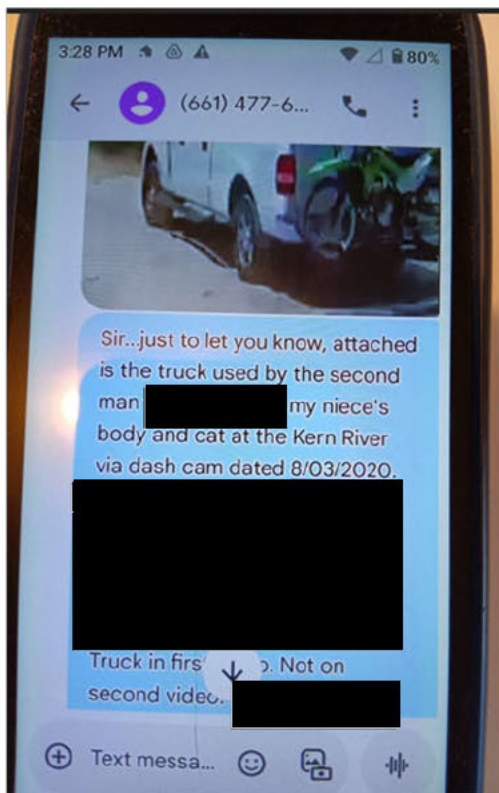 3:28 PM 80%
(661) 477-6...
Sir...just to let you know, attached
is the truck used by the second
man my niece's
body and cat at the Kern River
via dash cam dated 8/03/2020.
Truck in Not on
second video.
Text messa...